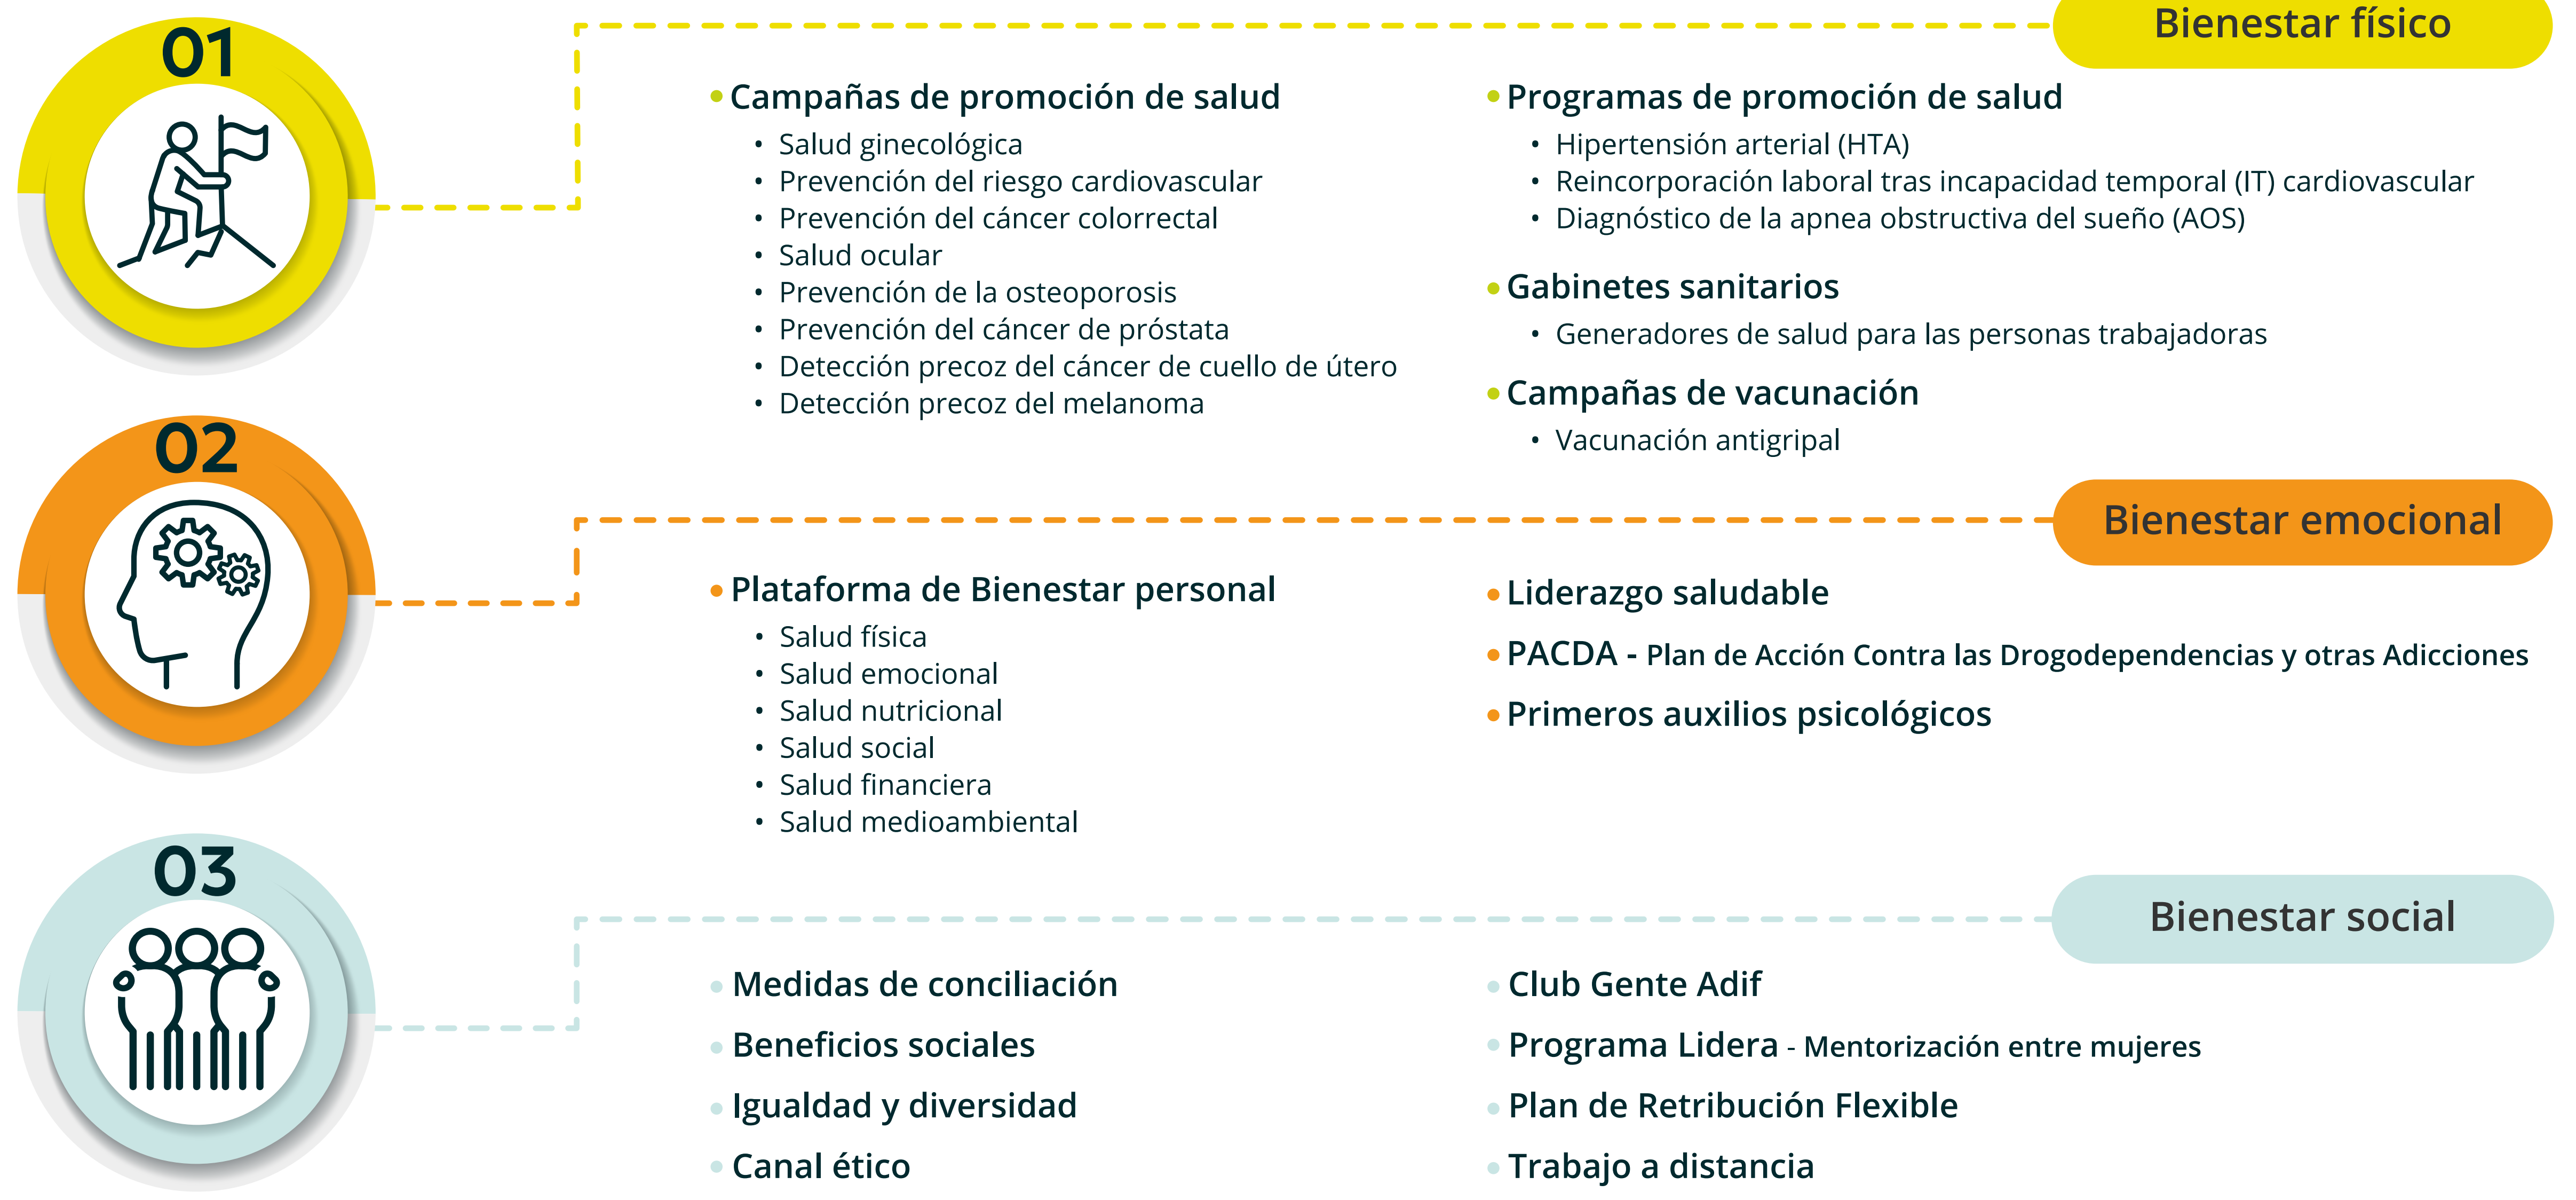 01
Bienestar físico
Campañas de promoción de salud
• Salud ginecológica
• Prevención del riesgo cardiovascular
• Prevención del cáncer colorrectal
• Salud ocular
• Prevención de la osteoporosis
• Prevención del cáncer de próstata
• Detección precoz del cáncer de cuello de útero
• Detección precoz del melanoma
Programas de promoción de salud
• Hipertensión arterial (HTA)
• Reincorporación laboral tras incapacidad temporal (IT) cardiovascular
• Diagnóstico de la apnea obstructiva del sueño (AOS)
Gabinetes sanitarios
• Generadores de salud para las personas trabajadoras
Campañas de vacunación
• Vacunación antigripal
02
Bienestar emocional
Plataforma de Bienestar personal
• Salud física
• Salud emocional
• Salud nutricional
• Salud social
• Salud financiera
• Salud medioambiental
Liderazgo saludable
PACDA - Plan de Acción Contra las Drogodependencias y otras Adicciones
Primeros auxilios psicológicos
03
Bienestar social
Medidas de conciliación
Beneficios sociales
Igualdad y diversidad
Canal ético
Club Gente Adif
Programa Lidera - Mentorización entre mujeres
Plan de Retribución Flexible
Trabajo a distancia